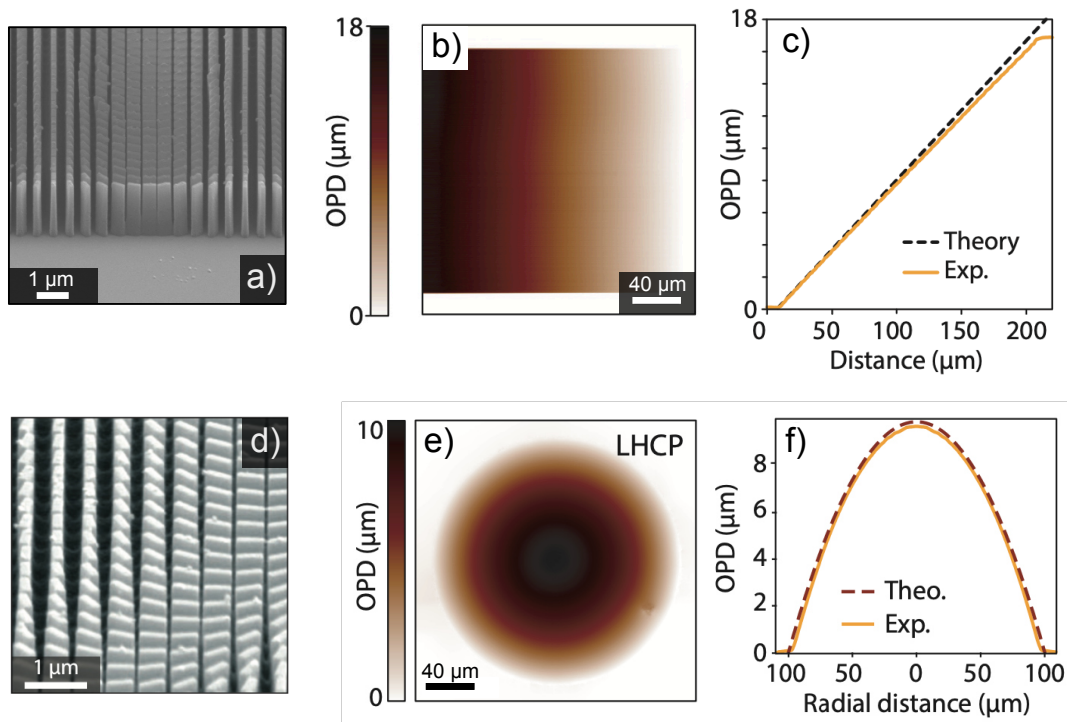 a)
1 µm
18
OPD (µm)
0
b)
40 µm
c)
18
OPD (µm)
0
Theory
Exp.
0 50 100 150 200
Distance (µm)
d)
1 µm
10
OPD (µm)
0
e)
LHCP
40 µm
f)
8
6
4
2
0
OPD (µm)
Theo.
Exp.
100 50 0 50 100
Radial distance (µm)